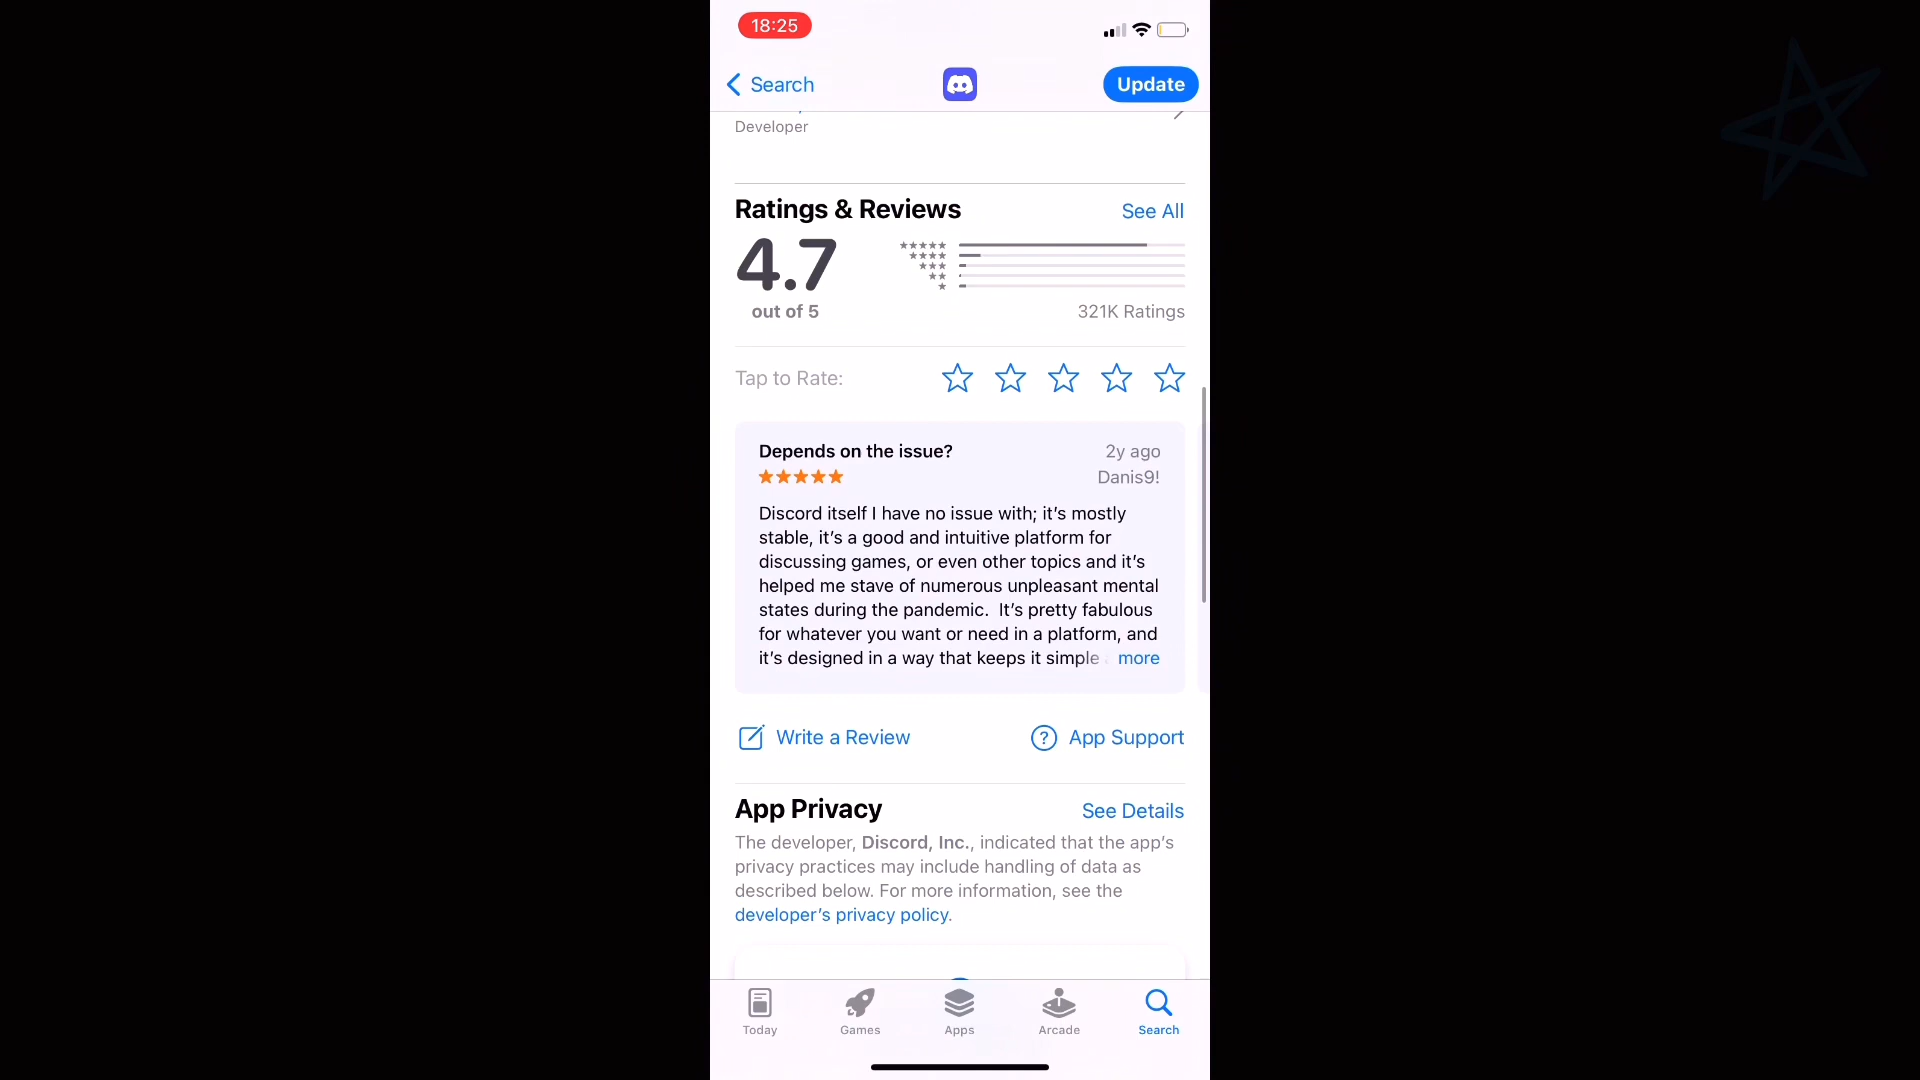 18:25
Search
Update
Developer
Ratings & Reviews
See All
4.7
out of 5
321K Ratings
Tap to Rate:
Depends on the issue?
2y ago
Danis9!
Discord itself I have no issue with; it's mostly
stable, it's a good and intuitive platform for
discussing games, or even other topics and it's
helped me stave of numerous unpleasant mental
states during the pandemic.  It's pretty fabulous
for whatever you want or need in a platform, and
it's designed in a way that keeps it simple more
Write a Review
App Support
App Privacy
See Details
The developer, Discord, Inc., indicated that the app's
privacy practices may include handling of data as
described below. For more information, see the
developer's privacy policy.
Today
Games
Apps
Arcade
Search